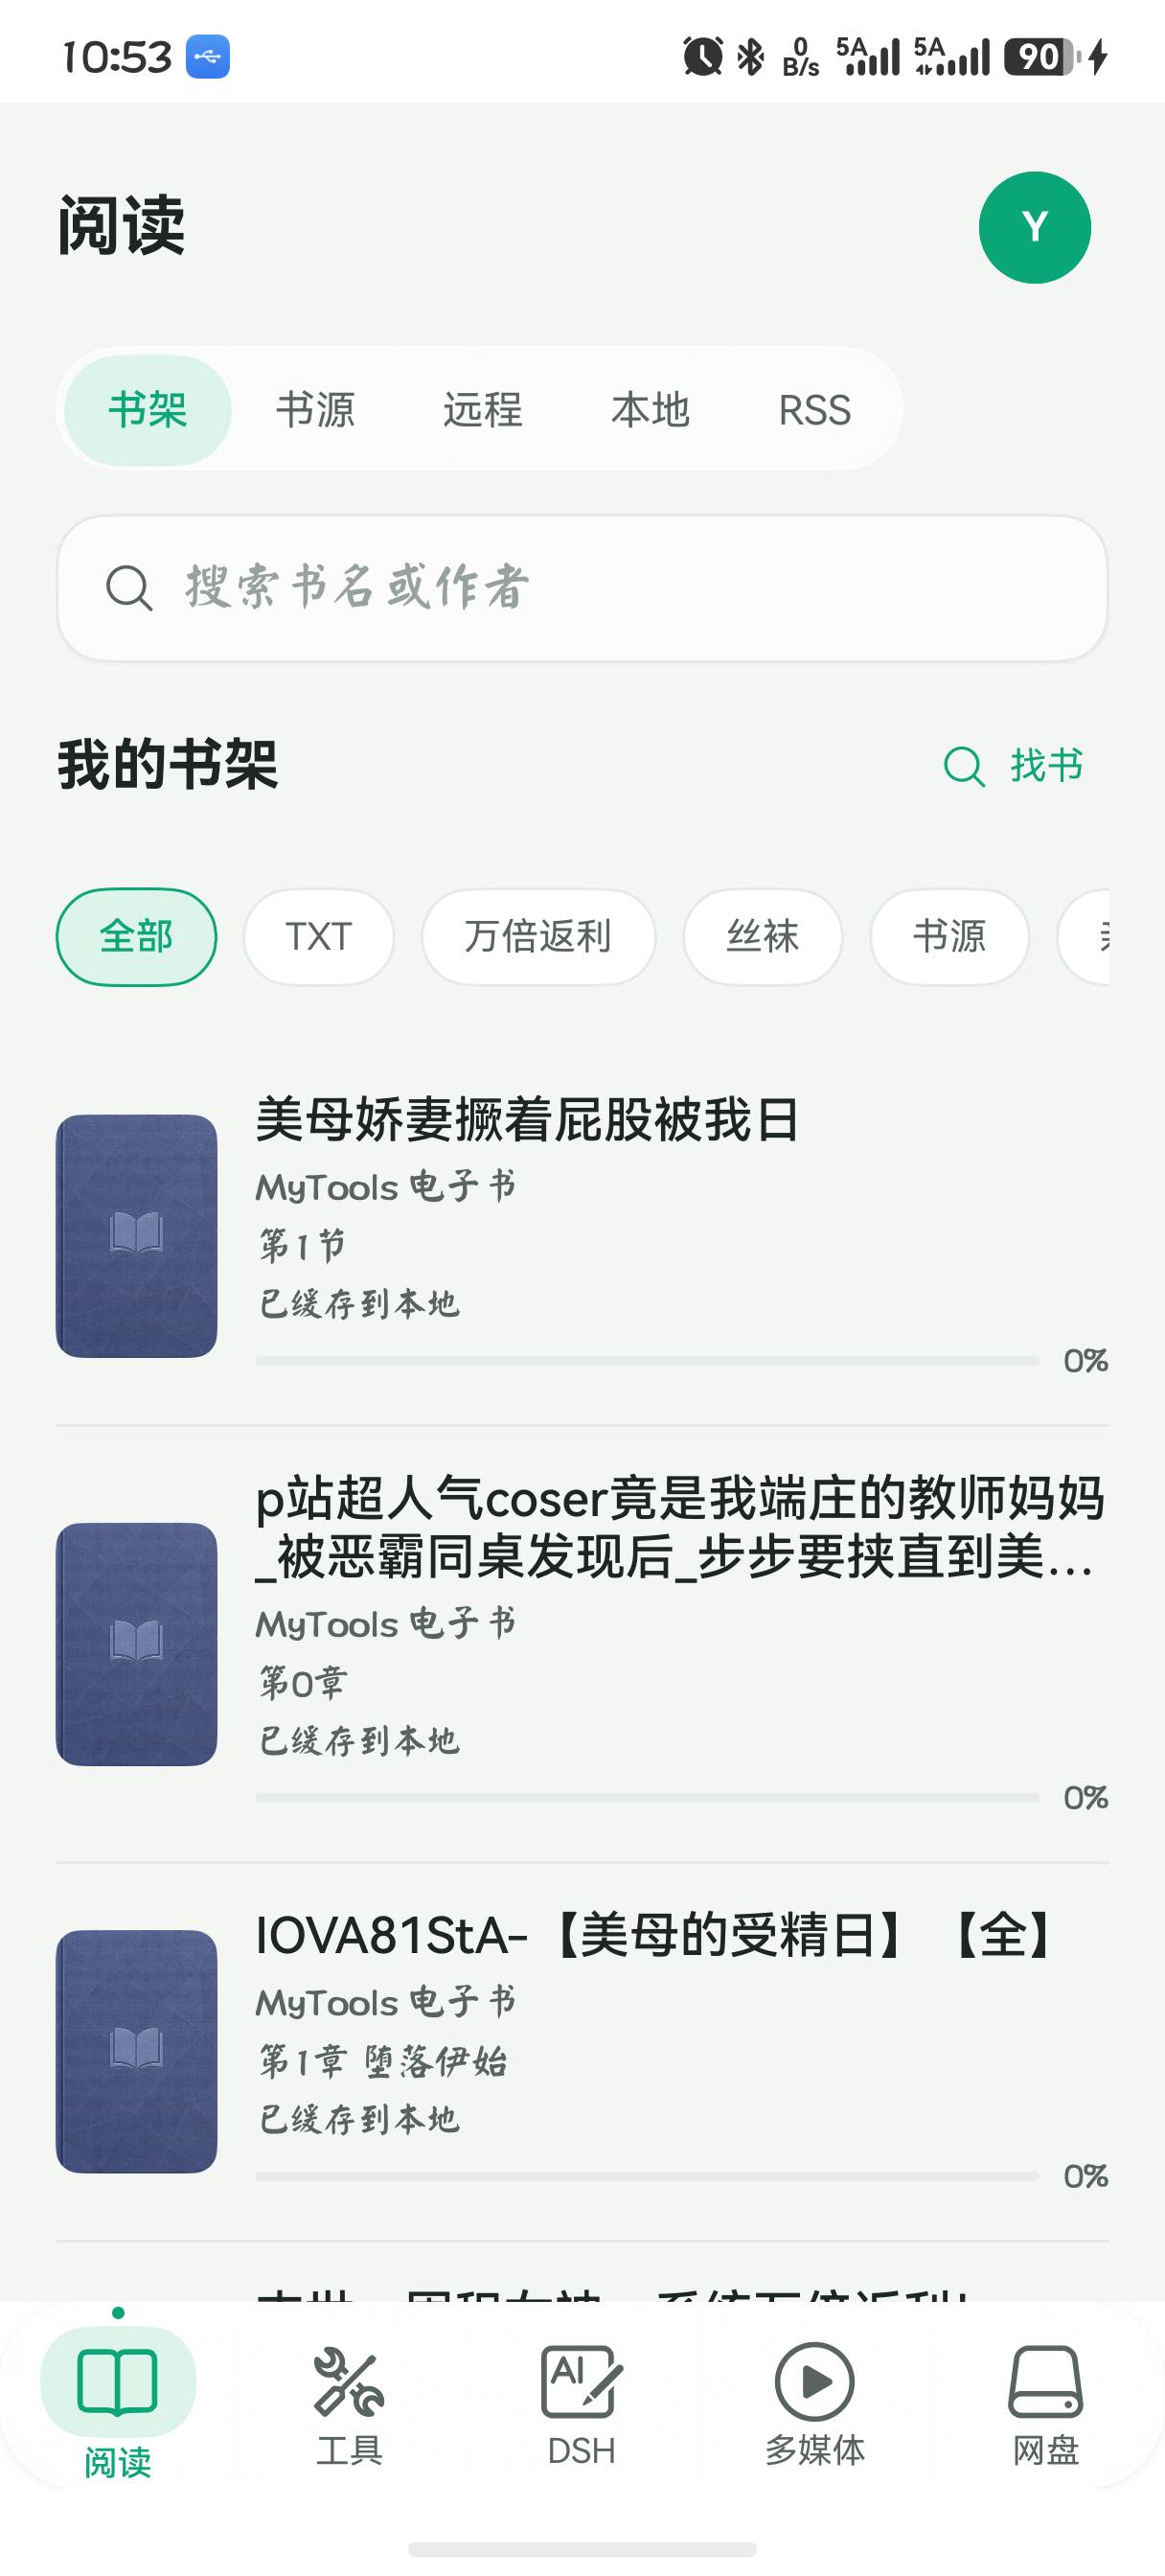 10:53
0 B/s 5A 5A 90
阅读
Y
书架 书源 远程 本地 RSS
搜索书名或作者
我的书架
找书
全部 TXT 万倍返利 丝袜 书源
美母娇妻撅着屁股被我日
MyTools 电子书
第1节
已缓存到本地
0%
p站超人气coser竟是我端庄的教师妈妈
_被恶霸同桌发现后_步步要挟直到美...
MyTools 电子书
第0章
已缓存到本地
0%
IOVA81StA-【美母的受精日】【全】
MyTools 电子书
第1章 堕落伊始
已缓存到本地
0%
阅读 工具 DSH 多媒体 网盘
AI